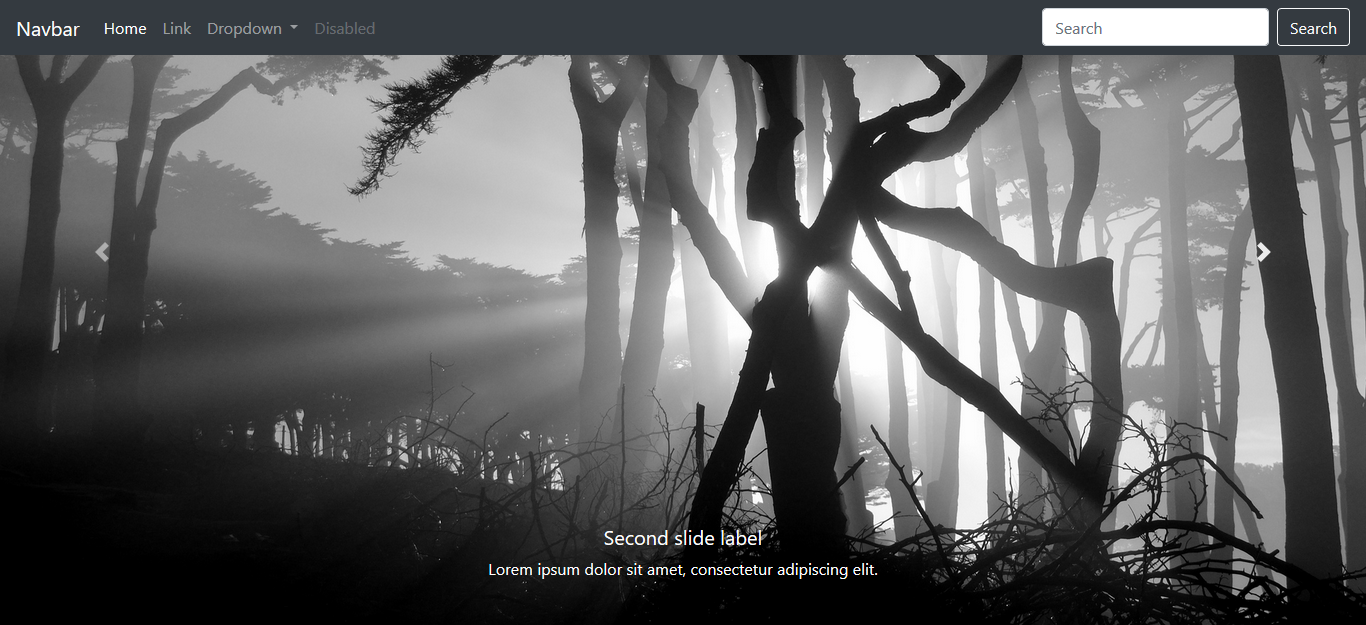 Navbar Home Link Dropdown Disabled Search Search
Second slide label
Lorem ipsum dolor sit amet, consectetur adipiscing elit.